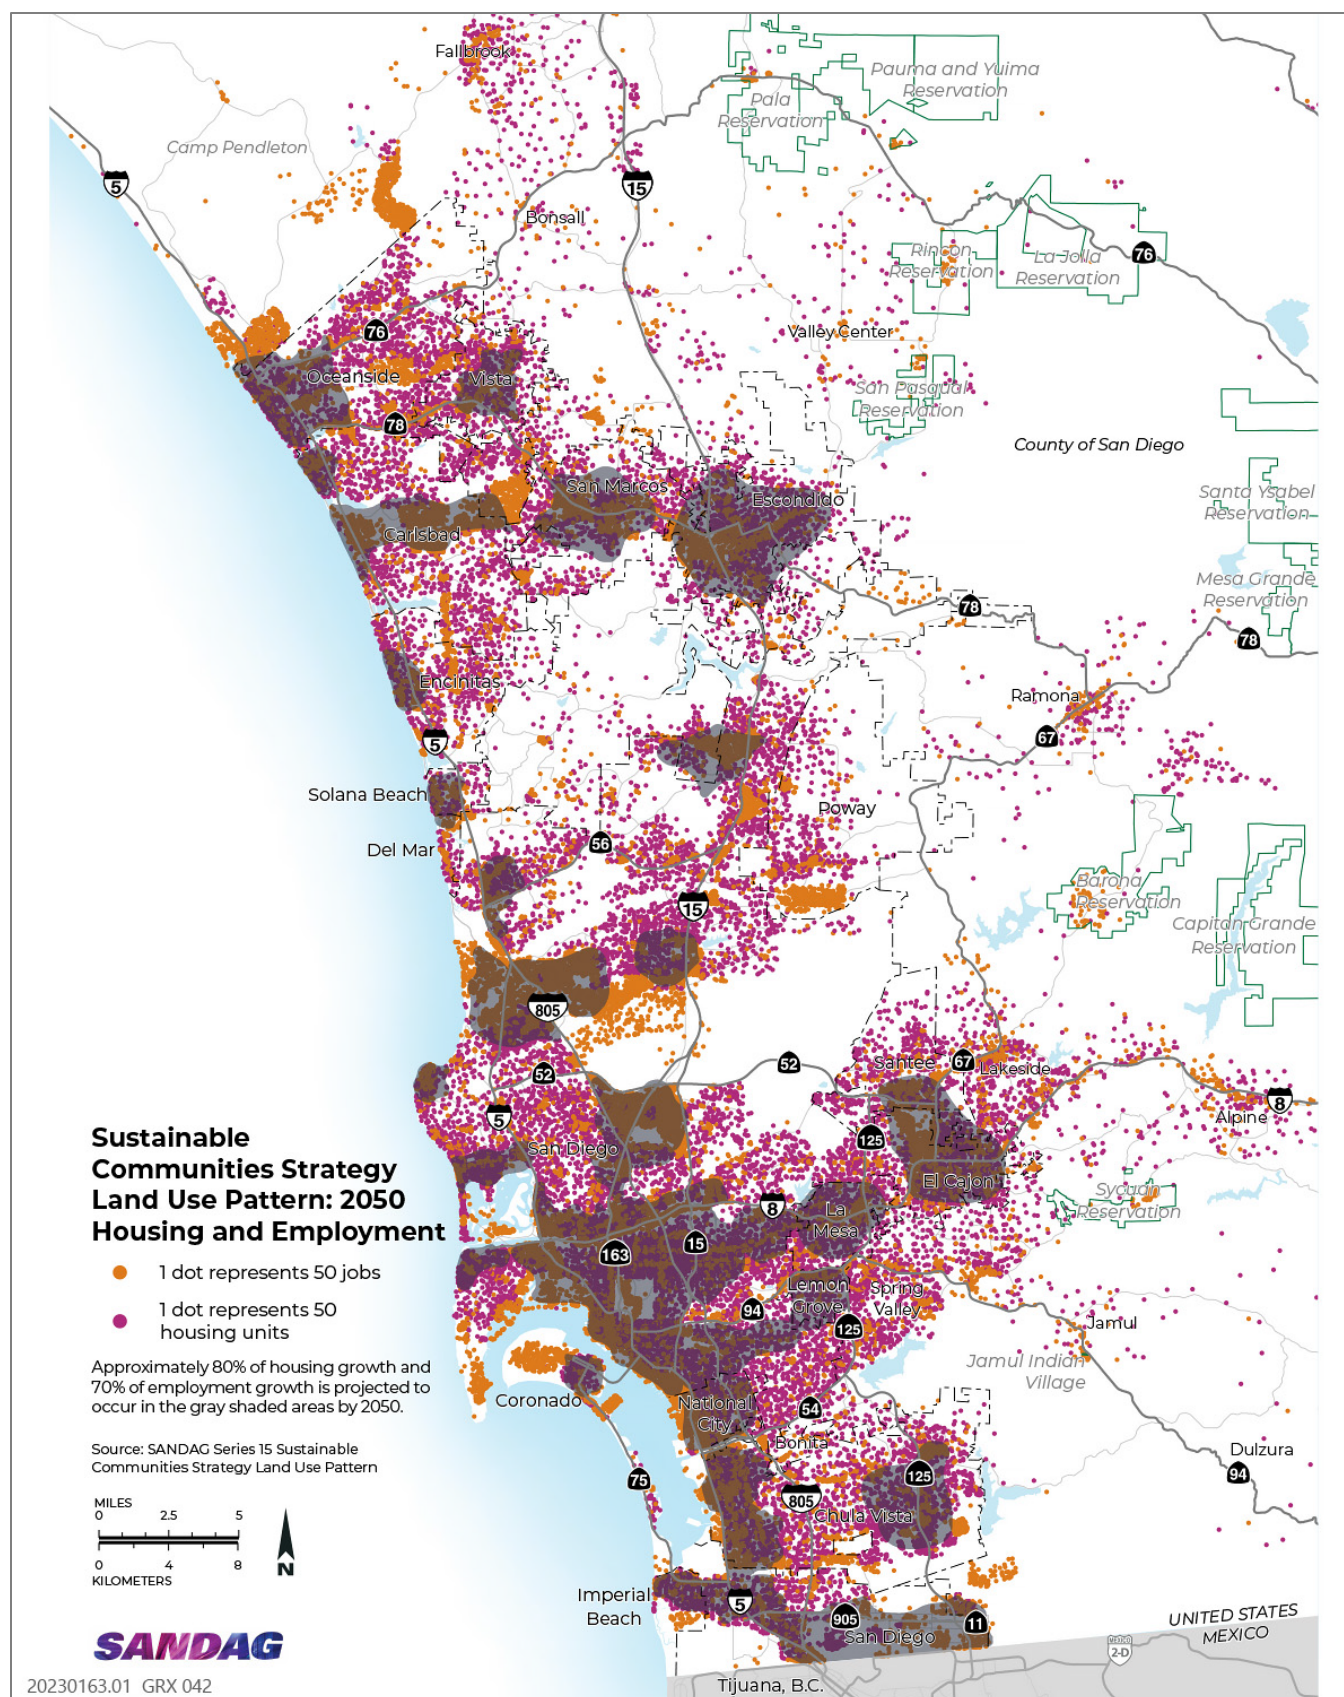 Fallbrook
Pauma and Yuima
Reservation
Pala
Reservation
Camp Pendleton
5
15
Bonsall
Rincon
Reservation
La Jolla
Reservation
76
76
Valley Center
Oceanside
Vista
San Pasqual
Reservation
78
County of San Diego
San Marcos
Escondido
Santa Ysabel
Reservation
Carlsbad
Mesa Grande
Reservation
78
78
Encinitas
Ramona
67
5
Solana Beach
Poway
56
Del Mar
Barona
Reservation
15
Capitan Grande
Reservation
805
52
52
Santee
67
Lakeside
5
8
Alpine
125
San Diego
El Cajon
Sycuan
Reservation
8
La
Mesa
163
15
Lemon
Grove
Spring
Valley
94
125
Jamul
Jamul Indian
Village
Coronado
National
City
54
Bonita
Dulzura
94
75
125
805
Chula Vista
Imperial
Beach
5
905
11
San Diego
UNITED STATES
MEXICO
MEXICO
2-D
Tijuana, B.C.
Sustainable
Communities Strategy
Land Use Pattern: 2050
Housing and Employment
1 dot represents 50 jobs
1 dot represents 50
housing units
Approximately 80% of housing growth and
70% of employment growth is projected to
occur in the gray shaded areas by 2050.
Source: SANDAG Series 15 Sustainable
Communities Strategy Land Use Pattern
MILES
0 2.5 5
0 4 8
KILOMETERS
N
SANDAG
20230163.01 GRX 042